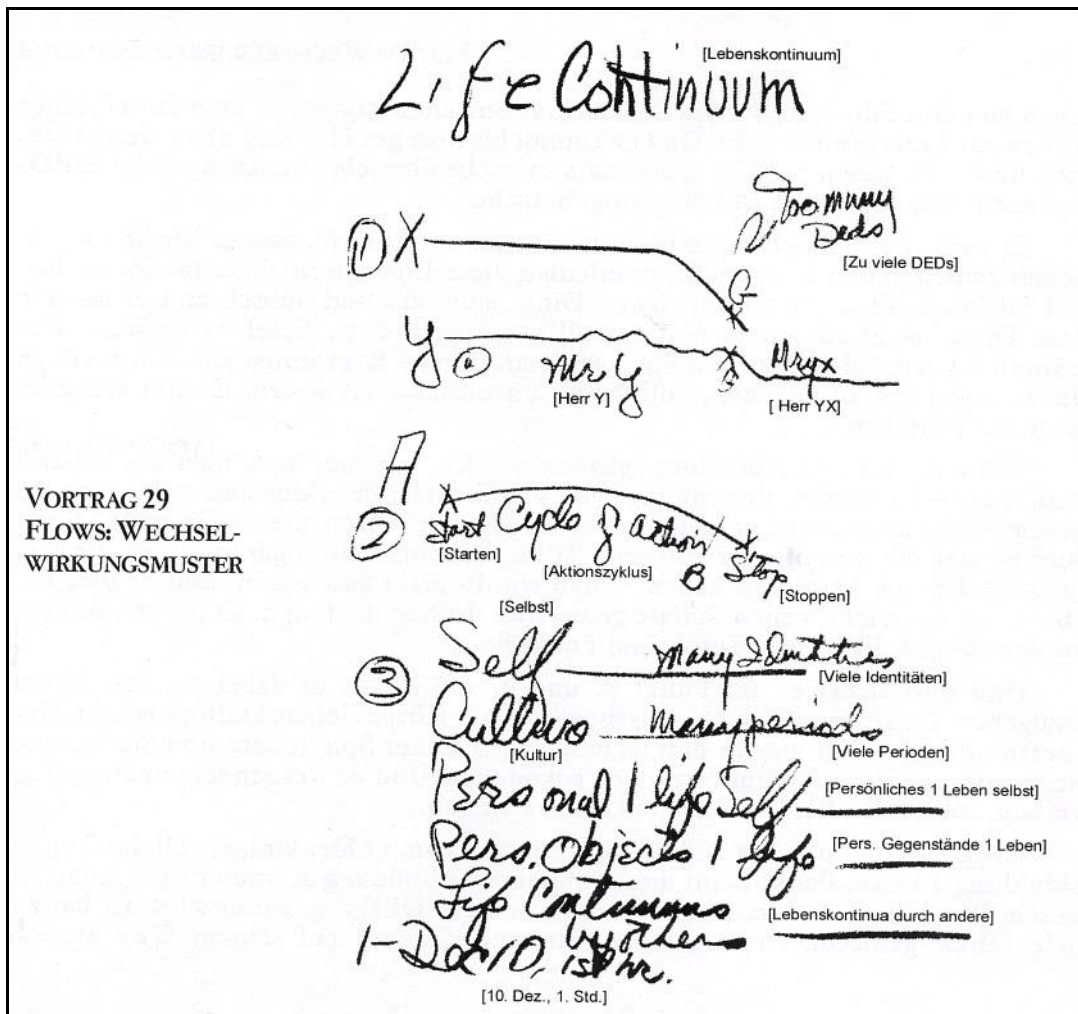 [Lebenskontinuum]
Life Continuum
Too many
Deds
[Zu viele DEDs]
1 X
y a Mr y
[Herr Y]
Mryx
[ Herr YX]
A
VORTRAG 29
FLOWS: WECHSEL-
WIRKUNGSMUSTER
2 Start Cycle of action B Stop
[Starten]
[Aktionszyklus]
[Stoppen]
[Selbst]
3 Self many Identities
[Viele Identitäten]
Culture Many periods
[Kultur]
[Viele Perioden]
Personal 1 life Self
[Persönliches 1 Leben selbst]
Pers. Objects 1 life
[Pers. Gegenstände 1 Leben]
Life Continuums
by other
[Lebenskontinua durch andere]
1-Dec 10, 1st hr.
[10. Dez., 1. Std.]